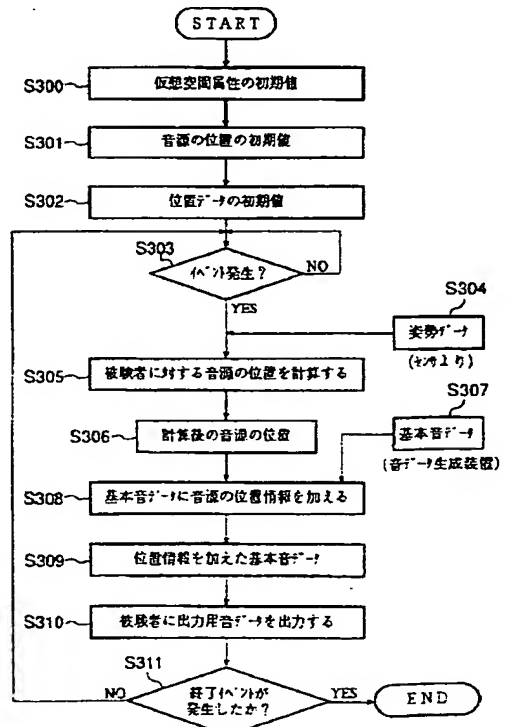 START
S300
仮想空間属性の初期値
S301
音源の位置の初期値
S302
位置データの初期値
S303
イベント発生?
NO
YES
S304
姿勢データ
(センサより)
S305
被験者に対する音源の位置を計算する
S306
計算後の音源の位置
S307
基本音データ
(音データ生成装置)
S308
基本音データに音源の位置情報を加える
S309
位置情報を加えた基本音データ
S310
被験者に出力用音データを出力する
S311
終了イベントが
発生したか?
NO
YES
END